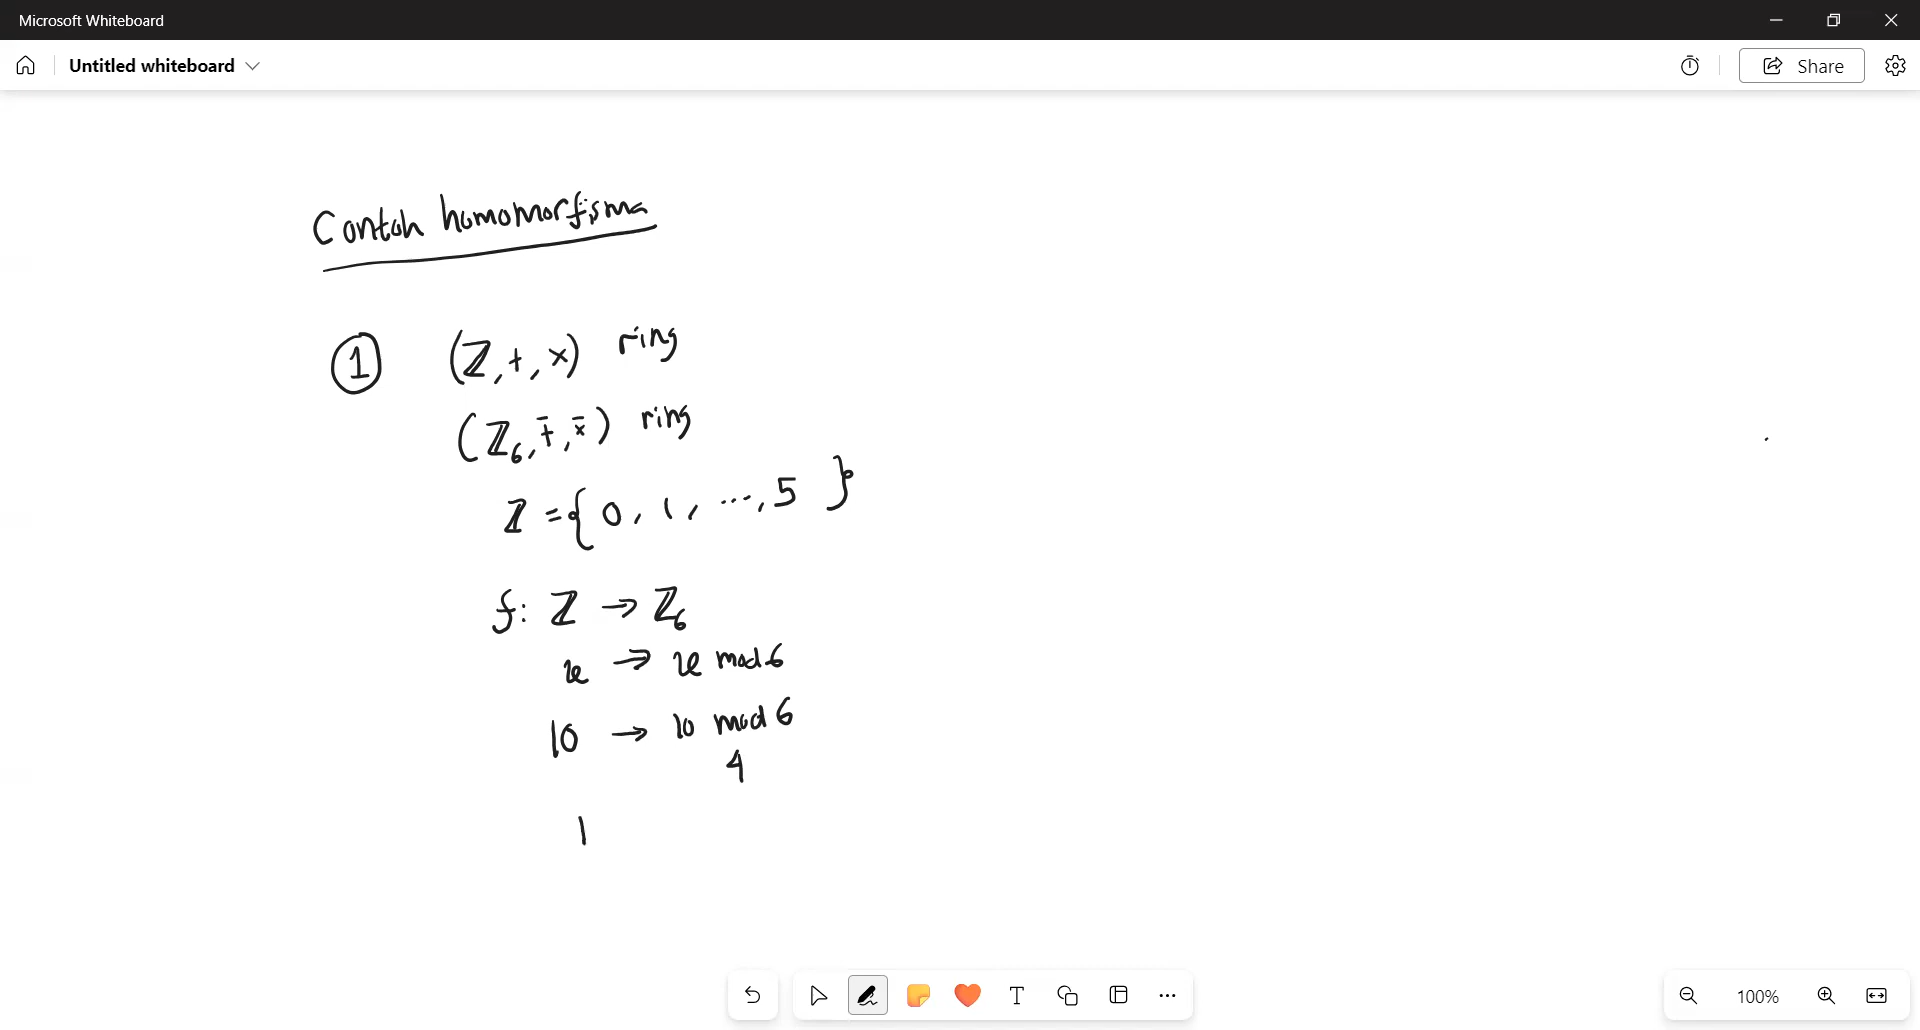 Microsoft Whiteboard
Untitled whiteboard
Share
Contoh homomorfisma
① (ℤ, +, ×) ring
(ℤ₆, +̄, ×̄) ring
ℤ = { 0, 1, ..., 5 }
f: ℤ → ℤ₆
x → x mod 6
10 → 10 mod 6
4
1
T
100%